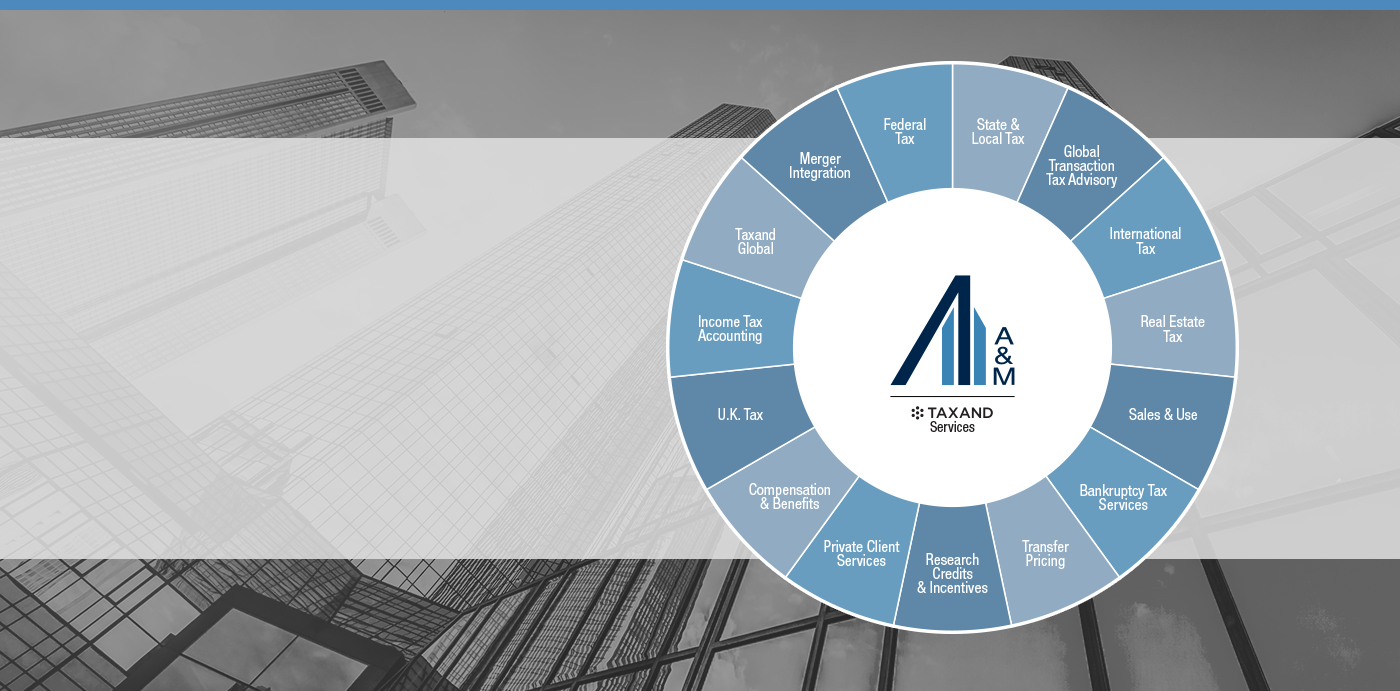 Federal
Tax
State &
Local Tax
Global
Transaction
Tax Advisory
International
Tax
Real Estate
Tax
Sales & Use
Bankruptcy Tax
Services
Transfer
Pricing
Research
Credits
& Incentives
Private Client
Services
Compensation
& Benefits
U.K. Tax
Income Tax
Accounting
Taxand
Global
Merger
Integration
A
&
M
TAXAND
Services